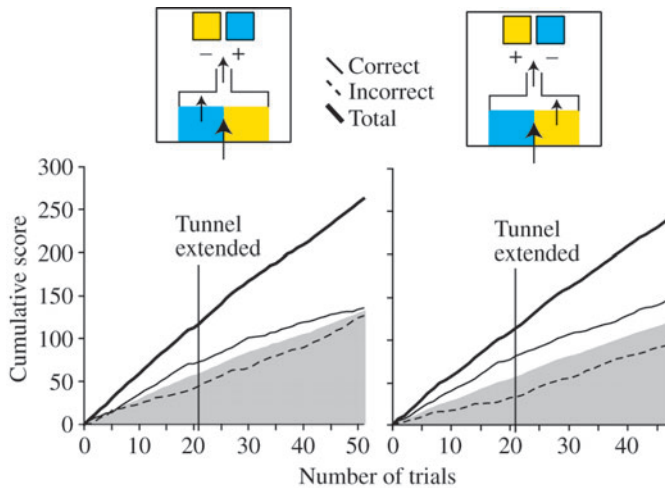 − +
+ −
Correct
Incorrect
Total
300
250
200
150
100
50
0
Cumulative score
Tunnel
extended
Tunnel
extended
0 10 20 30 40 50
0 10 20 30 40
Number of trials